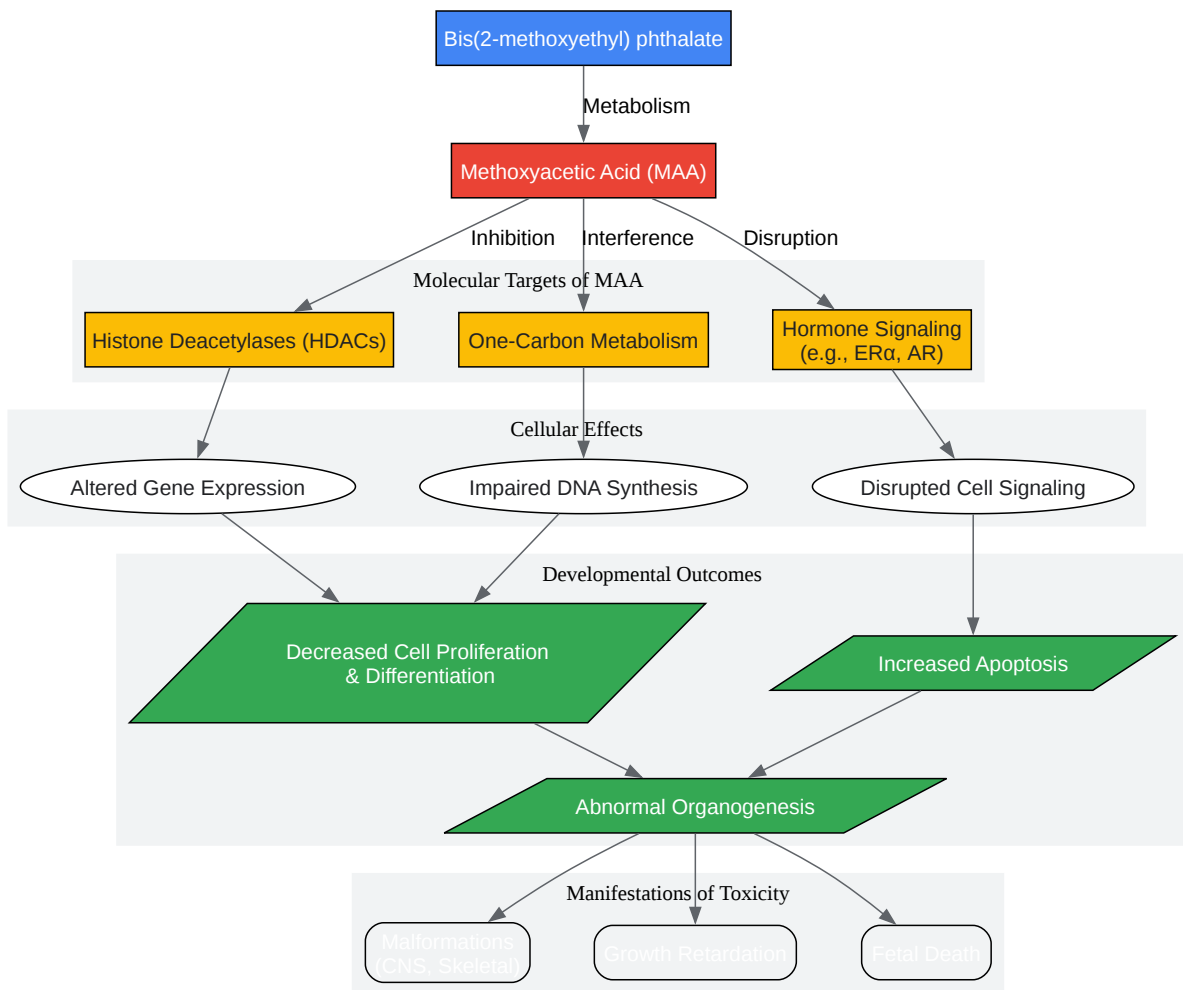 Bis(2-methoxyethyl) phthalate
Metabolism
Methoxyacetic Acid (MAA)
Inhibition
Interference
Disruption
Molecular Targets of MAA
Histone Deacetylases (HDACs)
One-Carbon Metabolism
Hormone Signaling
(e.g., ERα, AR)
Cellular Effects
Altered Gene Expression
Impaired DNA Synthesis
Disrupted Cell Signaling
Developmental Outcomes
Decreased Cell Proliferation
& Differentiation
Increased Apoptosis
Abnormal Organogenesis
Manifestations of Toxicity
Malformations
(CNS, Skeletal)
Growth Retardation
Fetal Death